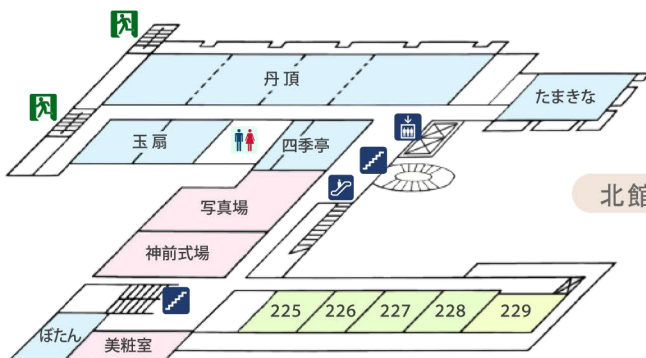 丹頂
たまきな
玉扇
四季亭
写真場
北館
神前式場
225 226 227 228 229
ぼたん
美粧室